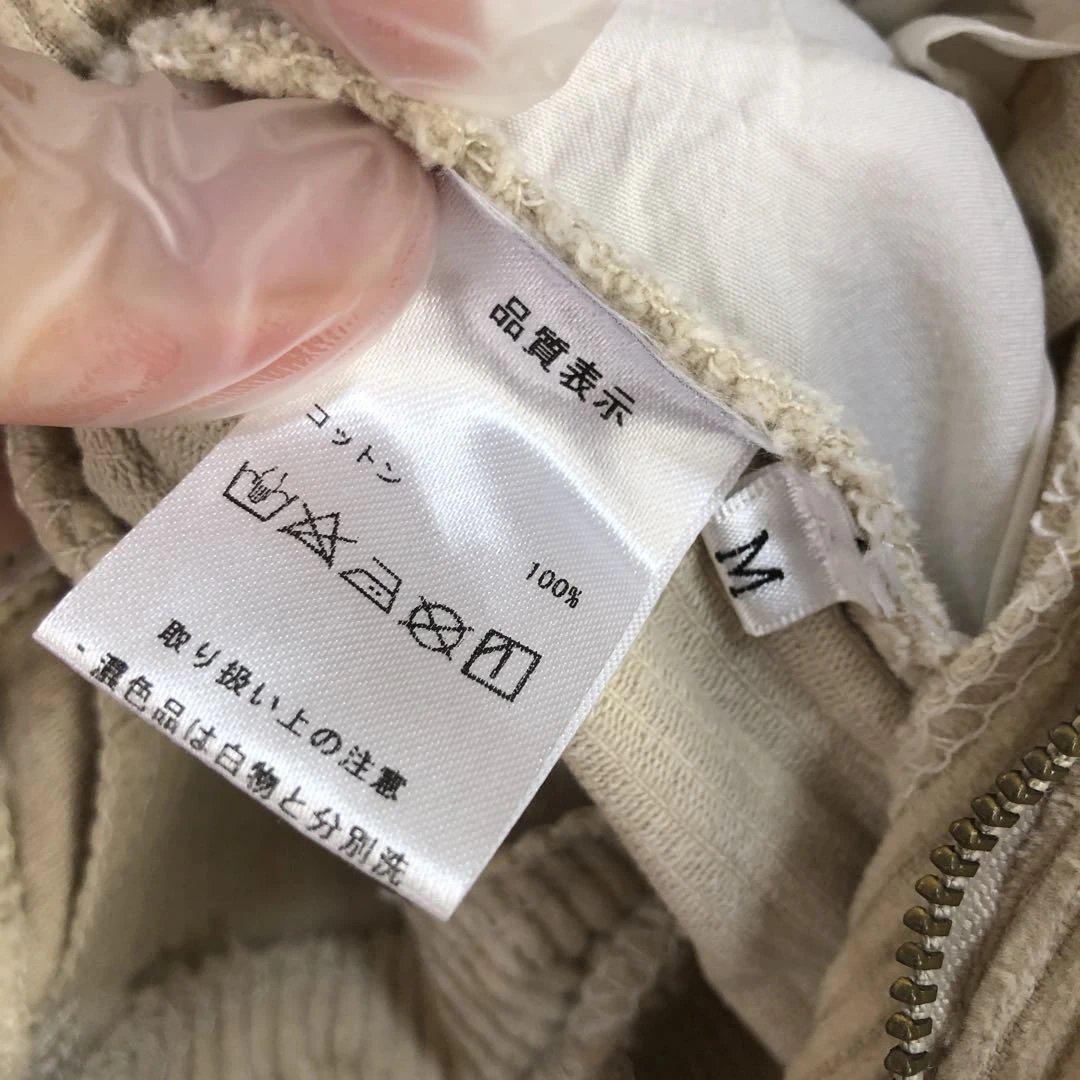 品質表示
コットン 100%
取り扱い上の注意
・濃色品は白物と分別洗
M